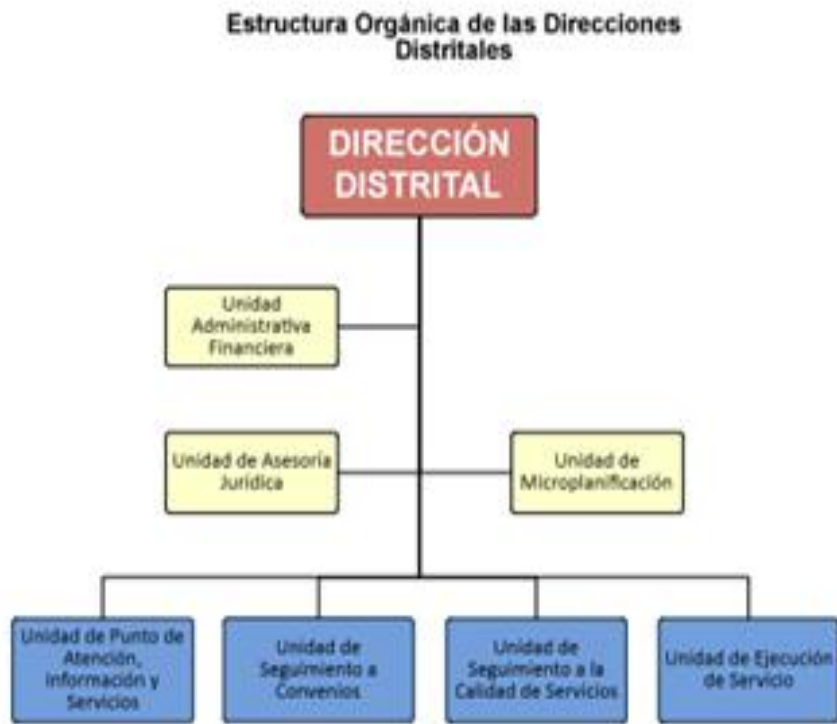 Estructura Orgánica de las Direcciones
Distritales
DIRECCIÓN
DISTRITAL
Unidad
Administrativa
Financiera
Unidad de Asesoría
Jurídica
Unidad de
Microplanificación
Unidad de Punto de
Atención,
Información y
Servicios
Unidad de
Seguimiento a
Convenios
Unidad de
Seguimiento a la
Calidad de Servicios
Unidad de Ejecución
de Servicio